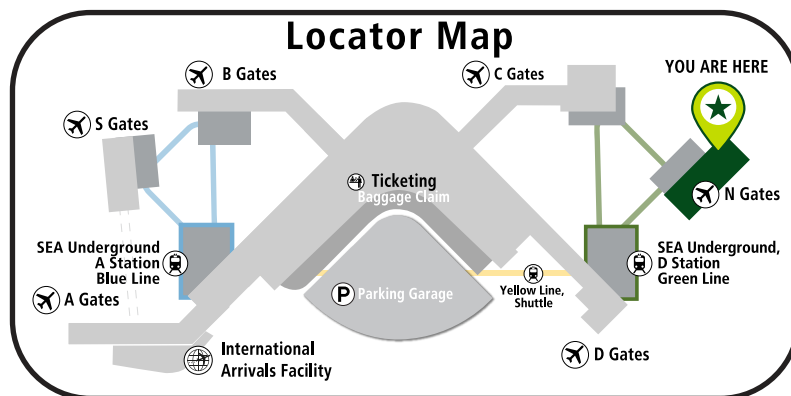 Locator Map
B Gates
C Gates
YOU ARE HERE
S Gates
Ticketing
Baggage Claim
N Gates
SEA Underground
A Station
Blue Line
SEA Underground,
D Station
Green Line
A Gates
P
Parking Garage
Yellow Line,
Shuttle
International
Arrivals Facility
D Gates